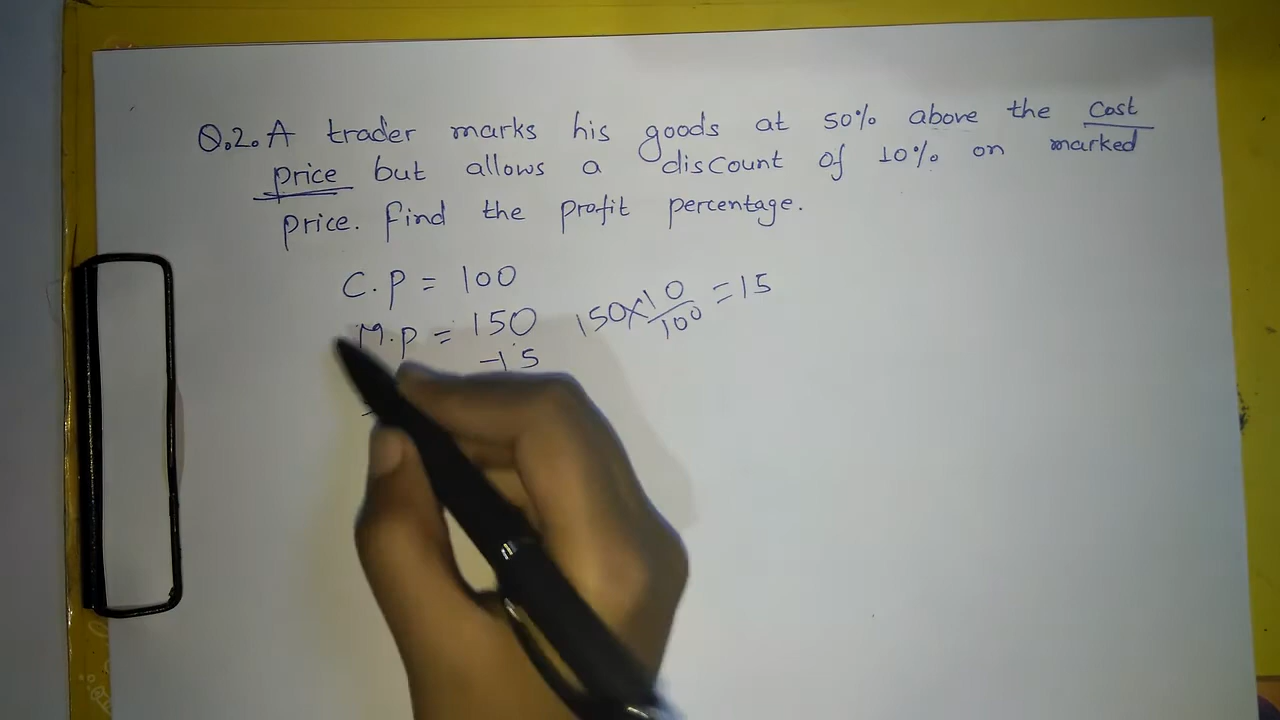 Q.2. A trader marks his goods at 50% above the cost
price but allows a discount of 10% on marked
price. find the profit percentage.
C.P = 100
M.P = 150 150 x 10/100 = 15
-15